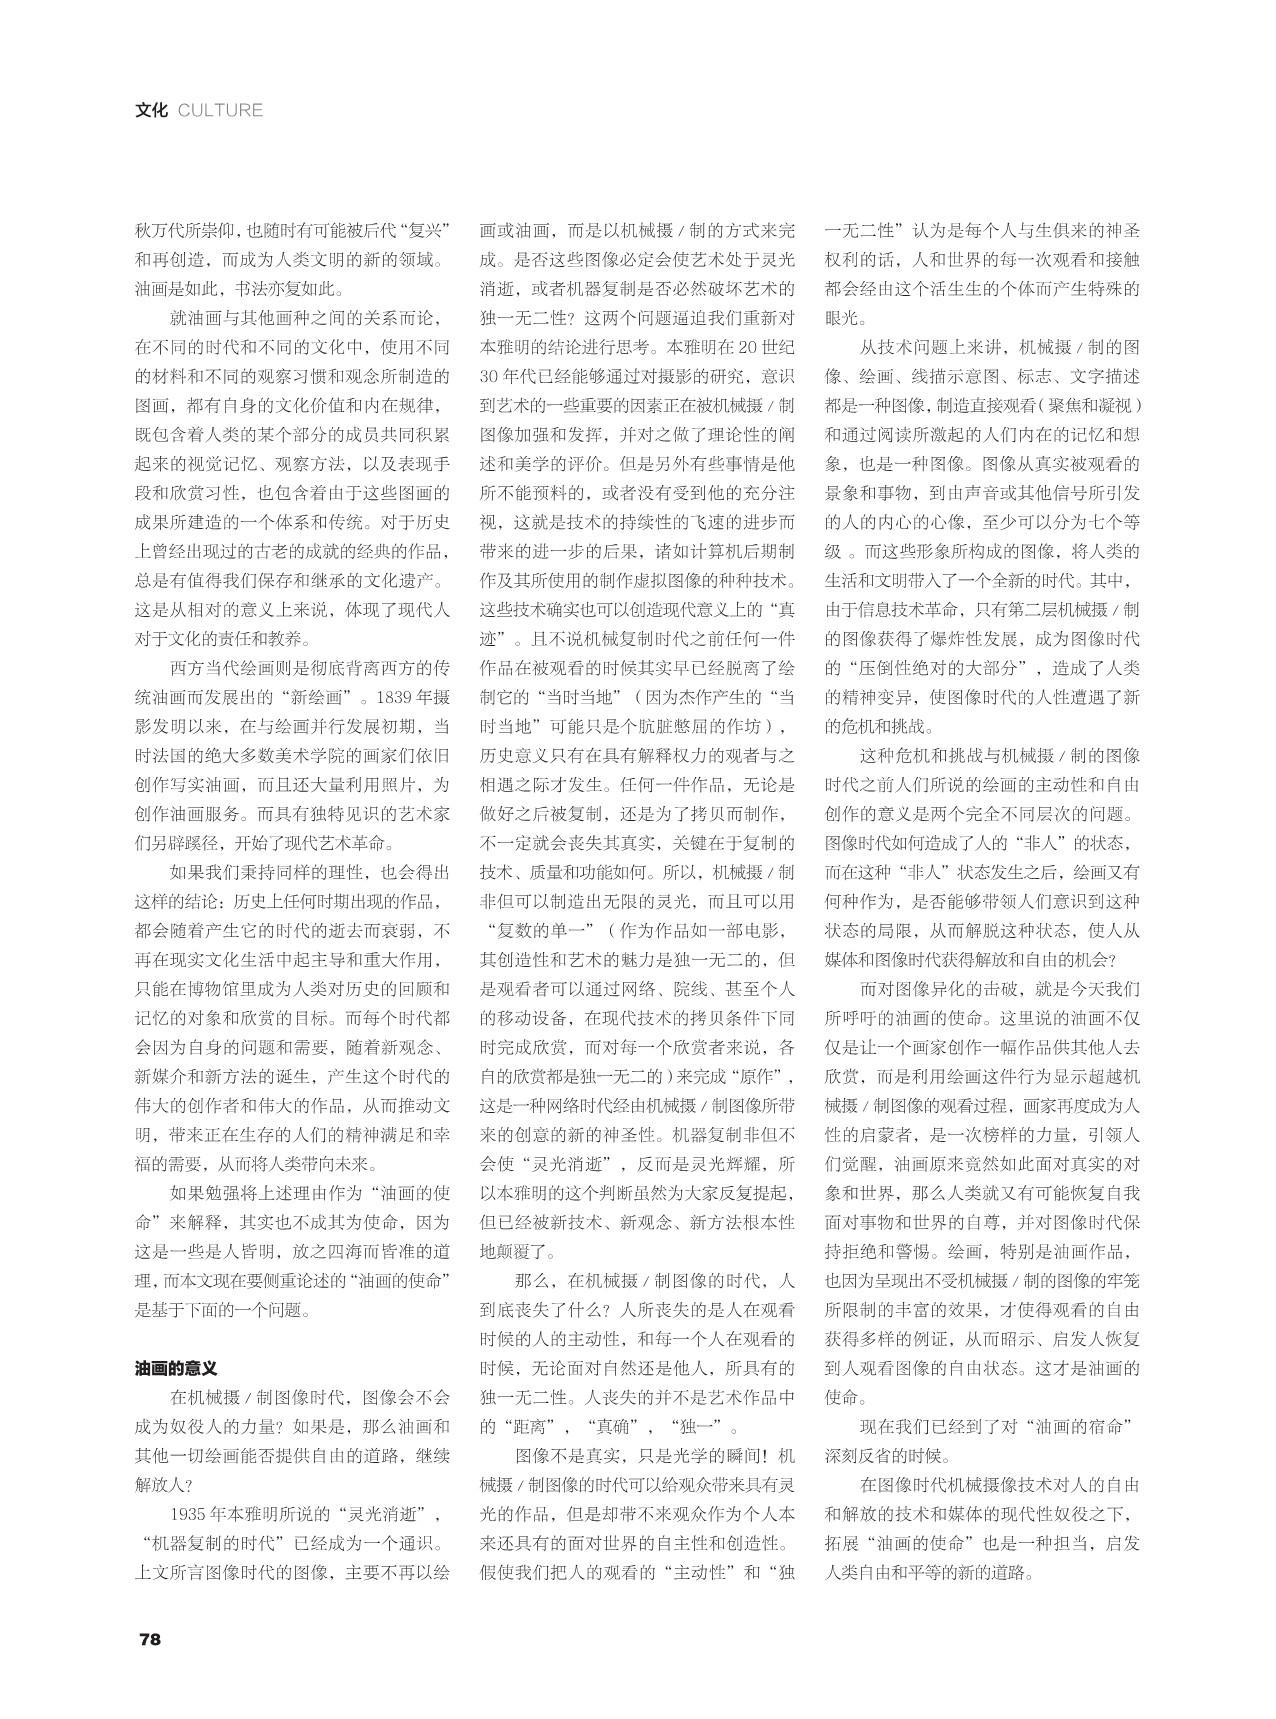 文化 CULTURE
秋万代所崇仰，也随时有可能被后代“复兴”
和再创造，而成为人类文明的新的领域。
油画是如此，书法亦复如此。
就油画与其他画种之间的关系而论，
在不同的时代和不同的文化中，使用不同
的材料和不同的观察习惯和观念所制造的
图画，都有自身的文化价值和内在规律，
既包含着人类的某个部分的成员共同积累
起来的视觉记忆、观察方法，以及表现手
段和欣赏习性，也包含着由于这些图画的
成果所建造的一个体系和传统。对于历史
上曾经出现过的古老的成就的经典的作品，
总是有值得我们保存和继承的文化遗产。
这是从相对的意义上来说，体现了现代人
对于文化的责任和教养。
西方当代绘画则是彻底背离西方的传
统油画而发展出的“新绘画”。1839 年摄
影发明以来，在与绘画并行发展初期，当
时法国的绝大多数美术学院的画家们依旧
创作写实油画，而且还大量利用照片，为
创作油画服务。而具有独特见识的艺术家
们另辟蹊径，开始了现代艺术革命。
如果我们秉持同样的理性，也会得出
这样的结论：历史上任何时期出现的作品，
都会随着产生它的时代的逝去而衰弱，不
再在现实文化生活中起主导和重大作用，
只能在博物馆里成为人类对历史的回顾和
记忆的对象和欣赏的目标。而每个时代都
会因为自身的问题和需要，随着新观念、
新媒介和新方法的诞生，产生这个时代的
伟大的创作者和伟大的作品，从而推动文
明，带来正在生存的人们的精神满足和幸
福的需要，从而将人类带向未来。
如果勉强将上述理由作为“油画的使
命”来解释，其实也不成其为使命，因为
这是一些是人皆明，放之四海而皆准的道
理，而本文现在要侧重论述的“油画的使命”
是基于下面的一个问题。
油画的意义
在机械摄 / 制图像时代，图像会不会
成为奴役人的力量？如果是，那么油画和
其他一切绘画能否提供自由的道路，继续
解放人？
1935 年本雅明所说的“灵光消逝”，
“机器复制的时代”已经成为一个通识。
上文所言图像时代的图像，主要不再以绘
画或油画，而是以机械摄 / 制的方式来完
成。是否这些图像必定会使艺术处于灵光
消逝，或者机器复制是否必然破坏艺术的
独一无二性？这两个问题逼迫我们重新对
本雅明的结论进行思考。本雅明在 20 世纪
30 年代已经能够通过对摄影的研究，意识
到艺术的一些重要的因素正在被机械摄 / 制
图像加强和发挥，并对之做了理论性的阐
述和美学的评价。但是另外有些事情是他
所不能预料的，或者没有受到他的充分注
视，这就是技术的持续性的飞速的进步而
带来的进一步的后果，诸如计算机后期制
作及其所使用的制作虚拟图像的种种技术。
这些技术确实也可以创造现代意义上的“真
迹”。且不说机械复制时代之前任何一件
作品在被观看的时候其实早已经脱离了绘
制它的“当时当地”（因为杰作产生的“当
时当地”可能只是个肮脏憋屈的作坊），
历史意义只有在具有解释权力的观者与之
相遇之际才发生。任何一件作品，无论是
做好之后被复制，还是为了拷贝而制作，
不一定就会丧失其真实，关键在于复制的
技术、质量和功能如何。所以，机械摄 / 制
非但可以制造出无限的灵光，而且可以用
“复数的单一”（作为作品如一部电影，
其创造性和艺术的魅力是独一无二的，但
是观看者可以通过网络、院线、甚至个人
的移动设备，在现代技术的拷贝条件下同
时完成欣赏，而对每一个欣赏者来说，各
自的欣赏都是独一无二的）来完成“原作”，
这是一种网络时代经由机械摄 / 制图像所带
来的创意的新的神圣性。机器复制非但不
会使“灵光消逝”，反而是灵光辉耀，所
以本雅明的这个判断虽然为大家反复提起，
但已经被新技术、新观念、新方法根本性
地颠覆了。
那么，在机械摄 / 制图像的时代，人
到底丧失了什么？人所丧失的是人在观看
时候的人的主动性，和每一个人在观看的
时候，无论面对自然还是他人，所具有的
独一无二性。人丧失的并不是艺术作品中
的“距离”，“真确”，“独一”。
图像不是真实，只是光学的瞬间！机
械摄 / 制图像的时代可以给观众带来具有灵
光的作品，但是却带不来观众作为个人本
来还具有的面对世界的自主性和创造性。
假使我们把人的观看的“主动性”和“独
一无二性”认为是每个人与生俱来的神圣
权利的话，人和世界的每一次观看和接触
都会经由这个活生生的个体而产生特殊的
眼光。
从技术问题上来讲，机械摄 / 制的图
像、绘画、线描示意图、标志、文字描述
都是一种图像，制造直接观看（聚焦和凝视）
和通过阅读所激起的人们内在的记忆和想
象，也是一种图像。图像从真实被观看的
景象和事物，到由声音或其他信号所引发
的人的内心的心像，至少可以分为七个等
级 。而这些形象所构成的图像，将人类的
生活和文明带入了一个全新的时代。其中，
由于信息技术革命，只有第二层机械摄 / 制
的图像获得了爆炸性发展，成为图像时代
的“压倒性绝对的大部分”，造成了人类
的精神变异，使图像时代的人性遭遇了新
的危机和挑战。
这种危机和挑战与机械摄 / 制的图像
时代之前人们所说的绘画的主动性和自由
创作的意义是两个完全不同层次的问题。
图像时代如何造成了人的“非人”的状态，
而在这种“非人”状态发生之后，绘画又有
何种作为，是否能够带领人们意识到这种
状态的局限，从而解脱这种状态，使人从
媒体和图像时代获得解放和自由的机会？
而对图像异化的击破，就是今天我们
所呼吁的油画的使命。这里说的油画不仅
仅是让一个画家创作一幅作品供其他人去
欣赏，而是利用绘画这件行为显示超越机
械摄 / 制图像的观看过程，画家再度成为人
性的启蒙者，是一次榜样的力量，引领人
们觉醒，油画原来竟然如此面对真实的对
象和世界，那么人类就又有可能恢复自我
面对事物和世界的自尊，并对图像时代保
持拒绝和警惕。绘画，特别是油画作品，
也因为呈现出不受机械摄 / 制的图像的牢笼
所限制的丰富的效果，才使得观看的自由
获得多样的例证，从而昭示、启发人恢复
到人观看图像的自由状态。这才是油画的
使命。
现在我们已经到了对“油画的宿命”
深刻反省的时候。
在图像时代机械摄像技术对人的自由
和解放的技术和媒体的现代性奴役之下，
拓展“油画的使命”也是一种担当，启发
人类自由和平等的新的道路。
78